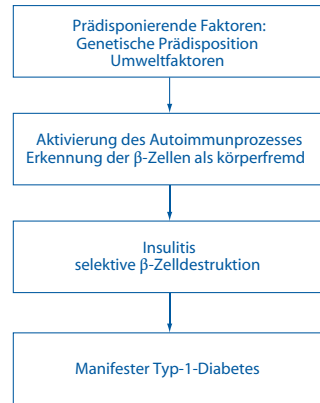 Prädisponierende Faktoren:
Genetische Prädisposition
Umweltfaktoren
Aktivierung des Autoimmunprozesses
Erkennung der β-Zellen als körperfremd
Insulitis
selektive β-Zelldestruktion
Manifester Typ-1-Diabetes